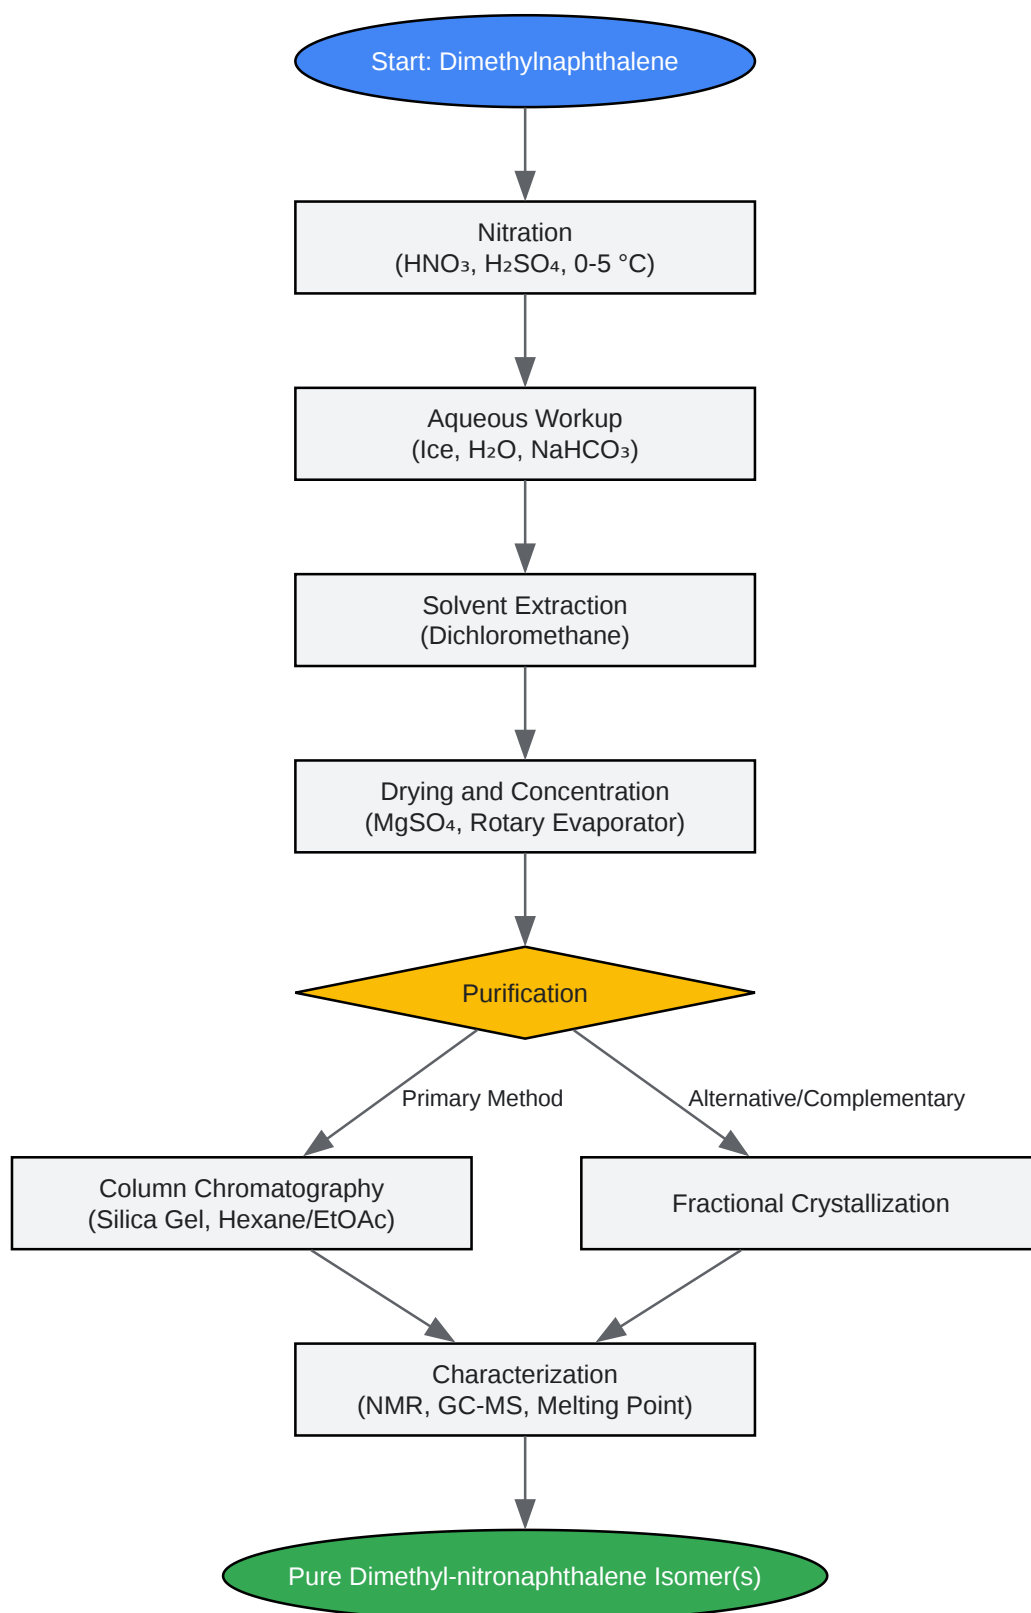 Start: Dimethylnaphthalene
Nitration
(HNO₃, H₂SO₄, 0-5 °C)
Aqueous Workup
(Ice, H₂O, NaHCO₃)
Solvent Extraction
(Dichloromethane)
Drying and Concentration
(MgSO₄, Rotary Evaporator)
Purification
Primary Method
Alternative/Complementary
Column Chromatography
(Silica Gel, Hexane/EtOAc)
Fractional Crystallization
Characterization
(NMR, GC-MS, Melting Point)
Pure Dimethyl-nitronaphthalene Isomer(s)